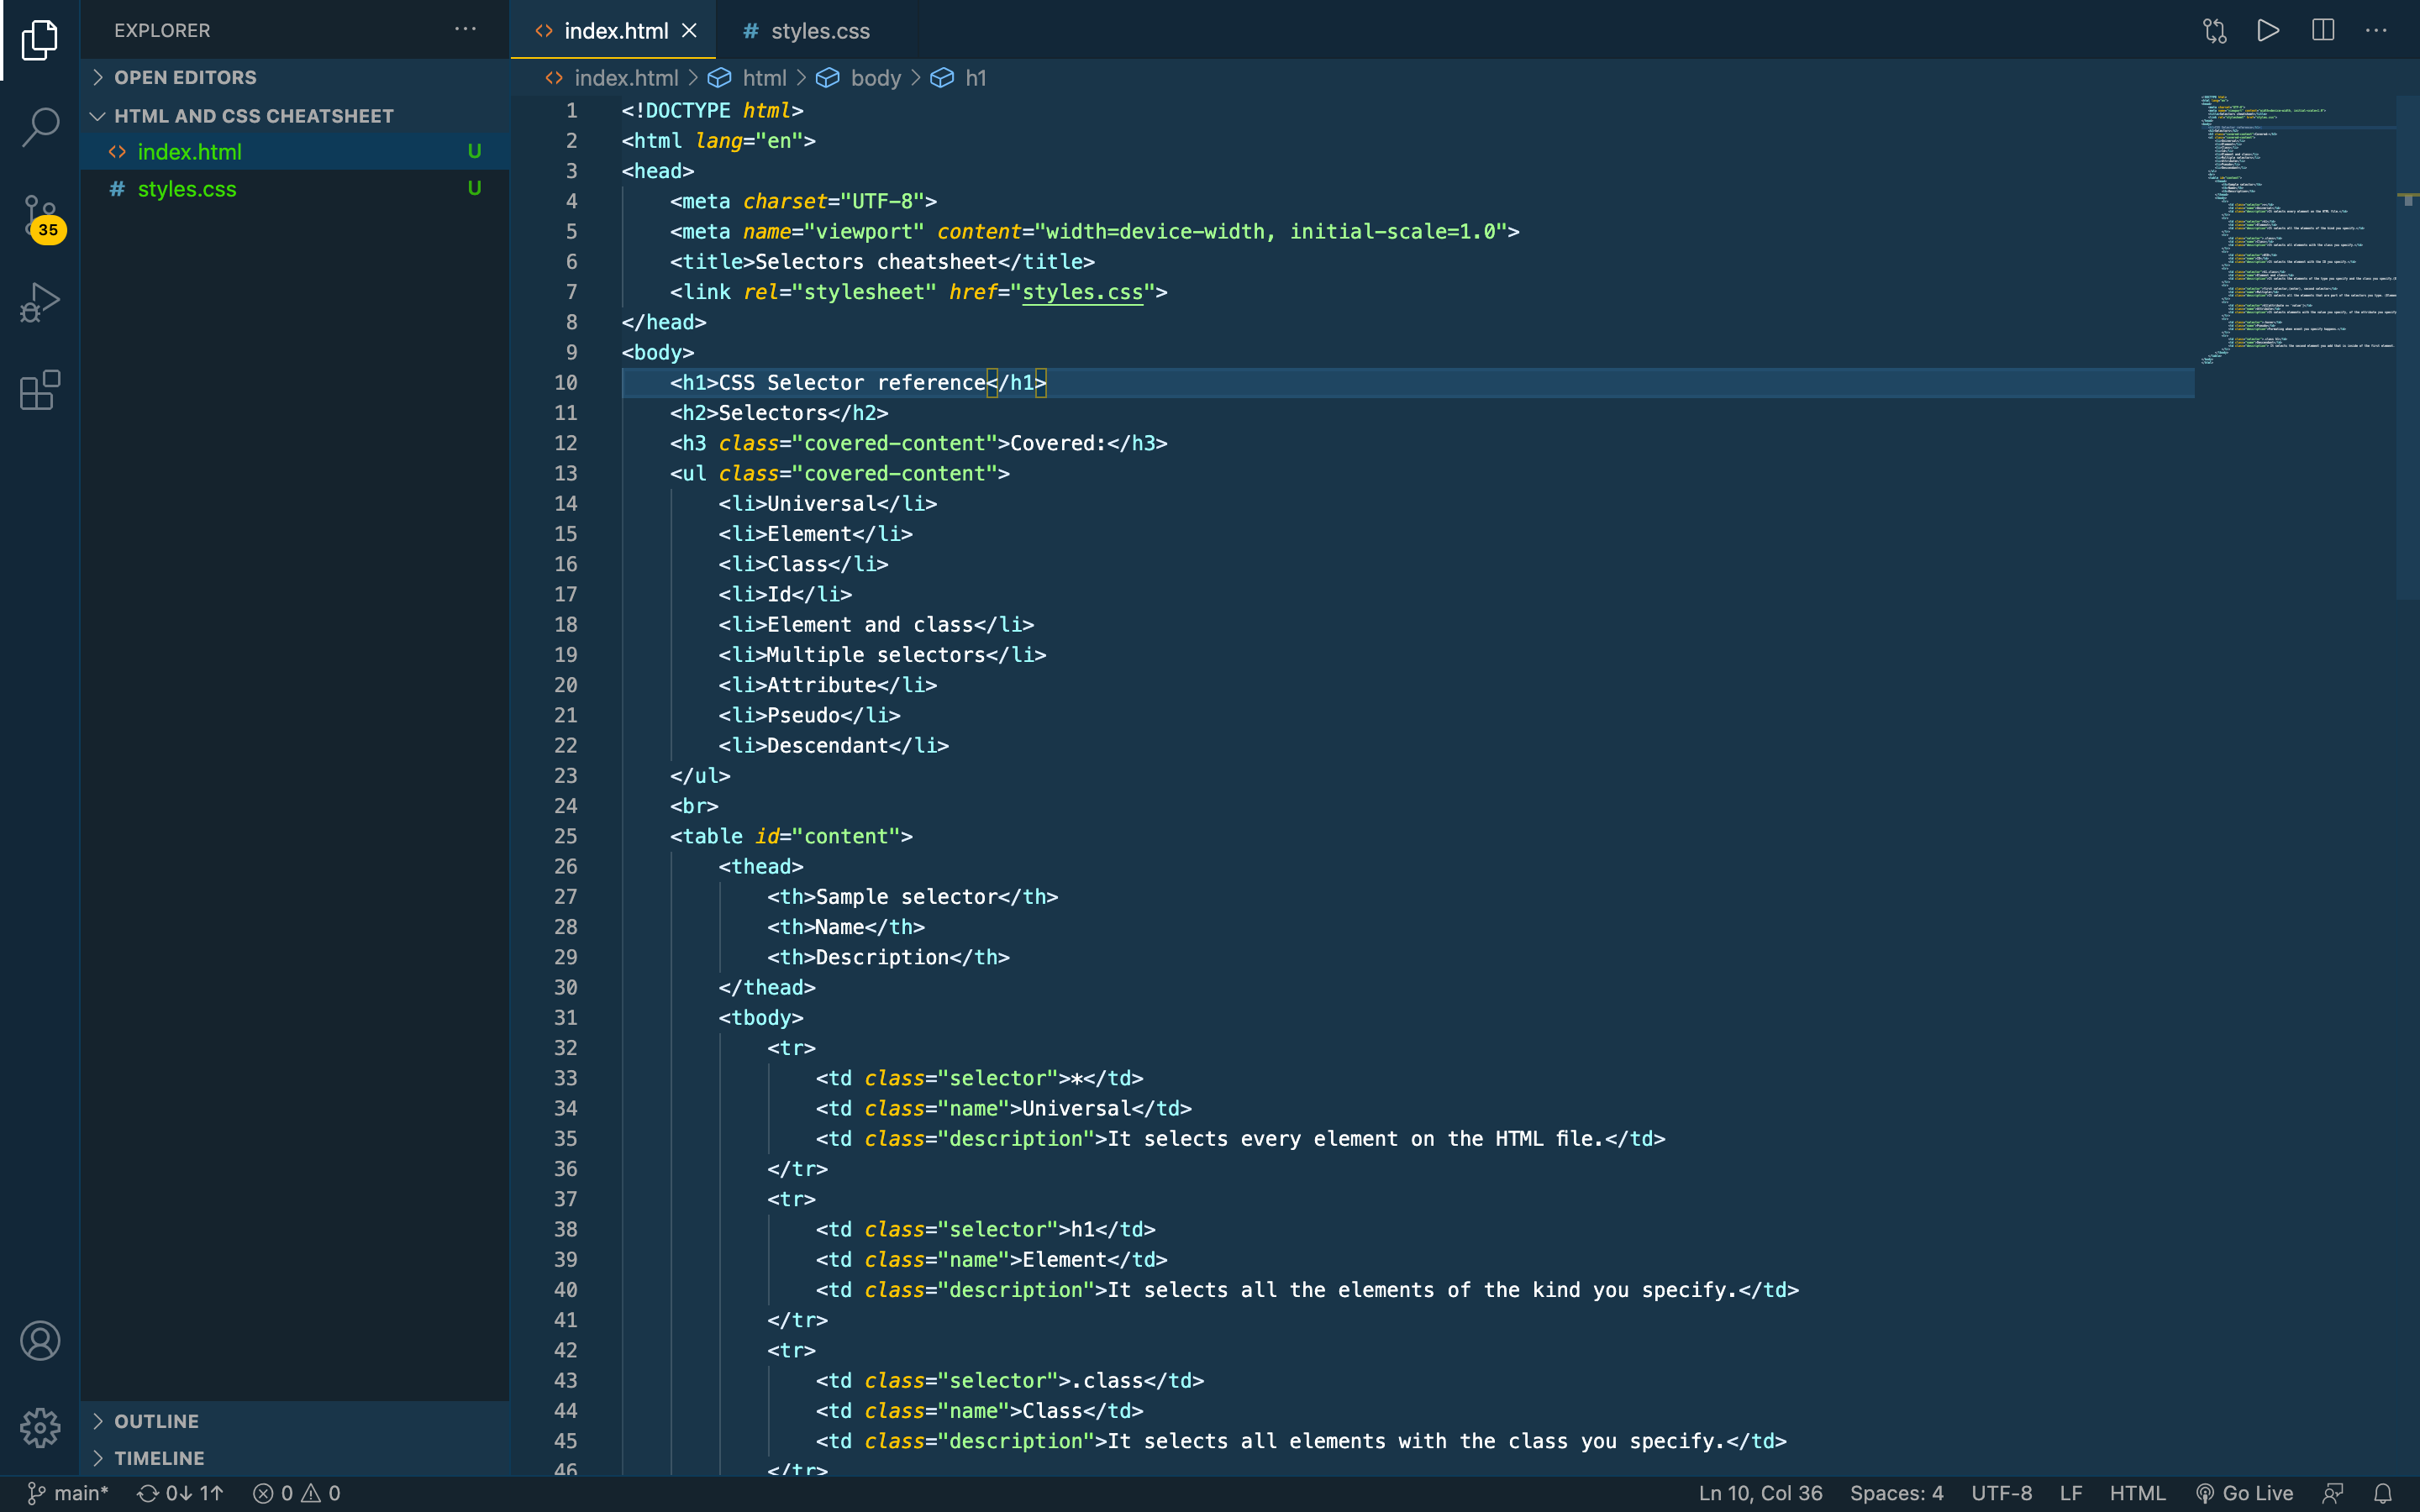 EXPLORER
OPEN EDITORS
HTML AND CSS CHEATSHEET
index.html U
styles.css U
35
OUTLINE
TIMELINE
index.html
styles.css
index.html > html > body > h1
1 <!DOCTYPE html>
2 <html lang="en">
3 <head>
4     <meta charset="UTF-8">
5     <meta name="viewport" content="width=device-width, initial-scale=1.0">
6     <title>Selectors cheatsheet</title>
7     <link rel="stylesheet" href="styles.css">
8 </head>
9 <body>
10     <h1>CSS Selector reference</h1>
11     <h2>Selectors</h2>
12     <h3 class="covered-content">Covered:</h3>
13     <ul class="covered-content">
14         <li>Universal</li>
15         <li>Element</li>
16         <li>Class</li>
17         <li>Id</li>
18         <li>Element and class</li>
19         <li>Multiple selectors</li>
20         <li>Attribute</li>
21         <li>Pseudo</li>
22         <li>Descendant</li>
23     </ul>
24     <br>
25     <table id="content">
26         <thead>
27             <th>Sample selector</th>
28             <th>Name</th>
29             <th>Description</th>
30         </thead>
31         <tbody>
32             <tr>
33                 <td class="selector">*</td>
34                 <td class="name">Universal</td>
35                 <td class="description">It selects every element on the HTML file.</td>
36             </tr>
37             <tr>
38                 <td class="selector">h1</td>
39                 <td class="name">Element</td>
40                 <td class="description">It selects all the elements of the kind you specify.</td>
41             </tr>
42             <tr>
43                 <td class="selector">.class</td>
44                 <td class="name">Class</td>
45                 <td class="description">It selects all elements with the class you specify.</td>
46             </tr>
main* 0↓ 1↑ 0 0 Ln 10, Col 36 Spaces: 4 UTF-8 LF HTML Go Live